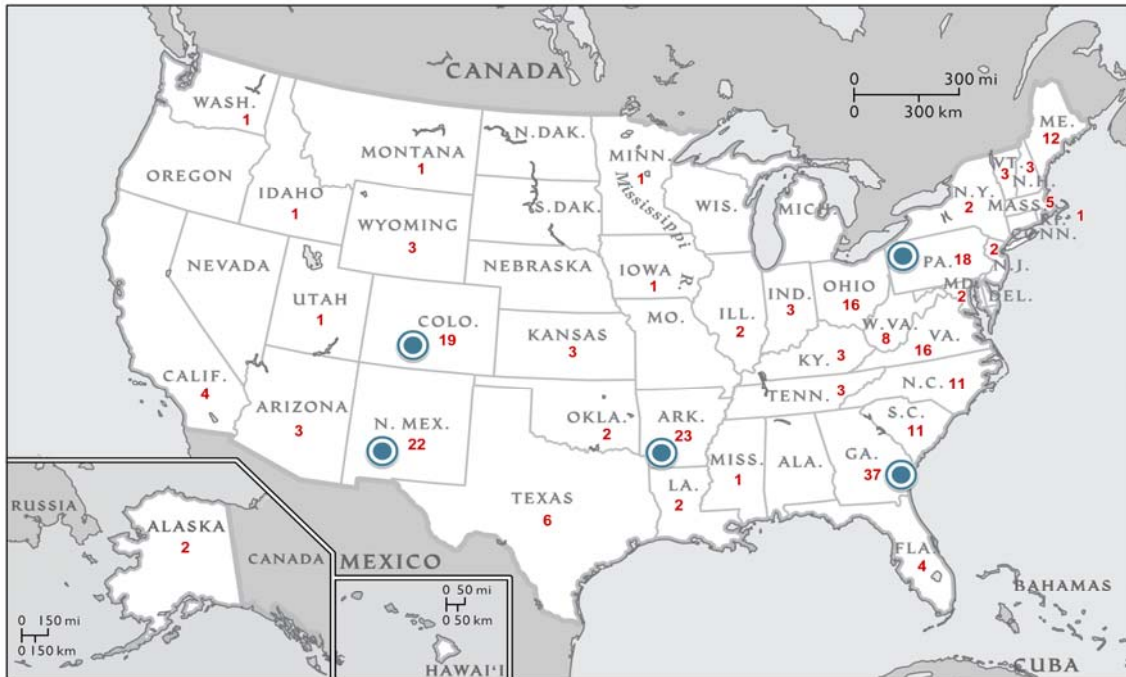 CANADA
0 300 mi
0 300 km
WASH.
1
OREGON
IDAHO
1
MONTANA
1
WYOMING
3
N.DAK.
S.DAK.
NEBRASKA
MINN.
1
Mississippi R.
WIS.
MICH.
IOWA
1
NEVADA
UTAH
1
COLO.
19
KANSAS
3
MO.
ILL.
2
IND.
3
OHIO
16
PA. 18
N.Y.
2
VT.
3
3
N.H.
ME.
12
MASS.
5
R.I.
1
CONN.
2
N.J.
MD.
2
DEL.
W.VA.
8
VA.
16
KY. 3
TENN. 3
N.C. 11
S.C.
11
CALIF.
4
ARIZONA
3
N. MEX.
22
OKLA.
2
ARK.
23
TEXAS
6
LA.
2
MISS.
1
ALA.
GA.
37
FLA.
4
RUSSIA
ALASKA
2
CANADA
0 150 mi
0 150 km
MEXICO
0 50 mi
0 50 km
HAWAI'I
BAHAMAS
CUBA